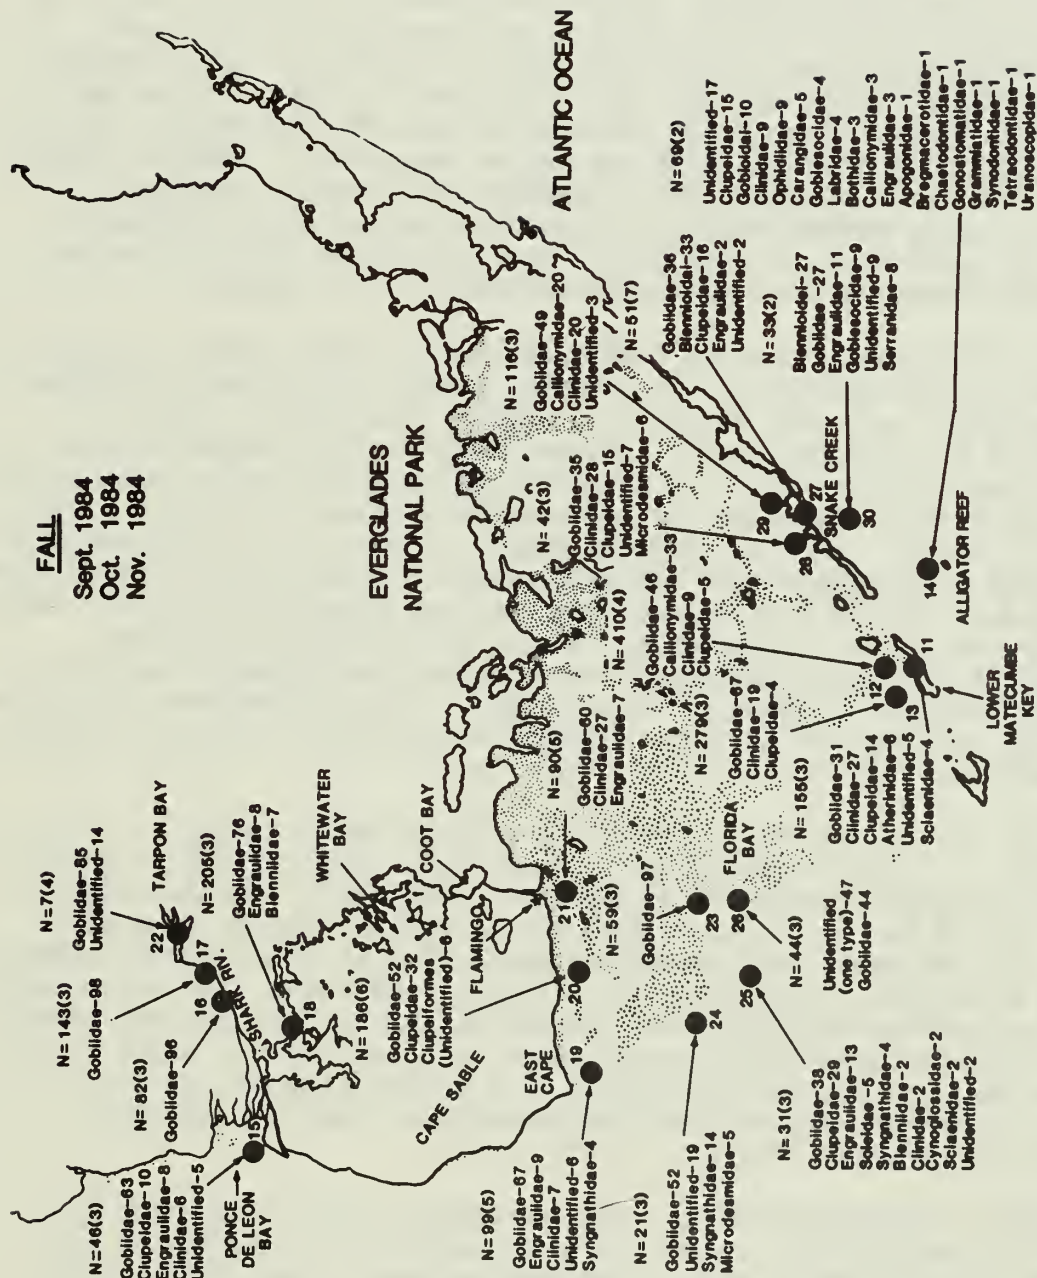 FALL
Sept. 1984
Oct. 1984
Nov. 1984
EVERGLADES
NATIONAL PARK
ATLANTIC OCEAN
N=7(4)
Gobiidae-85
Unidentified-14
TARPON BAY
22
N=143(3)
Gobiidae-98
17
N=205(3)
Gobiidae-76
Engraulidae-8
Blenniidae-7
18
N=82(3)
Gobiidae-96
16
SHARK RIV.
N=46(3)
Gobiidae-63
Clupeidae-10
Engraulidae-8
Clinidae-6
Unidentified-5
15
PONCE
DE LEON
BAY
WHITEWATER
BAY
COOT BAY
FLAMINGO
CAPE SABLE
EAST
CAPE
N=186(6)
Gobiidae-52
Clupeidae-32
Clupeiformes
(Unidentified)-6
20
N=99(5)
Gobiidae-67
Engraulidae-9
Clinidae-7
Unidentified-6
Syngnathidae-4
19
N=90(5)
Gobiidae-60
Clinidae-27
Engraulidae-7
21
N=59(3)
Gobiidae-97
23
N=21(3)
Gobiidae-52
Unidentified-19
Syngnathidae-14
Microdesmidae-5
24
N=31(3)
Gobiidae-38
Clupeidae-29
Engraulidae-13
Soleidae-5
Syngnathidae-4
Blenniidae-2
Clinidae-2
Cynoglossidae-2
Sciaenidae-2
Unidentified-2
25
FLORIDA
BAY
26
N=44(3)
Unidentified
(one type)-47
Gobiidae-44
N=410(4)
Gobiidae-46
Callionymidae-33
Clinidae-9
Clupeidae-5
12
N=279(3)
Gobiidae-67
Clinidae-19
Clupeidae-4
13
N=155(3)
Gobiidae-31
Clinidae-27
Clupeidae-14
Atherinidae-6
Unidentified-5
Sciaenidae-4
11
LOWER
MATECUMBE
KEY
N=42(3)
Gobiidae-35
Clinidae-28
Clupeidae-15
Unidentified-7
Microdesmidae-6
28
N=116(3)
Gobiidae-49
Callionymidae-20
Clinidae-20
Unidentified-3
29
N=51(7)
Gobiidae-36
Blennioidei-33
Clupeidae-16
Engraulidae-2
Unidentified-2
27
SNAKE CREEK
N=33(2)
Blennioidei-27
Gobiidae -27
Engraulidae-11
Gobiesocidae-9
Unidentified-9
Serranidae-8
30
N=69(2)
Unidentified-17
Clupeidae-15
Gobioidei-10
Clinidae-9
Ophidiidae-9
Carangidae-5
Gobiesocidae-4
Labridae-4
Bothidae-3
Callionymidae-3
Engraulidae-3
Apogonidae-1
Bregmacerotidae-1
Chaetodontidae-1
Gonostomatidae-1
Grammatidae-1
Synodontidae-1
Tetraodontidae-1
Uranoscopidae-1
14
ALLIGATOR REEF